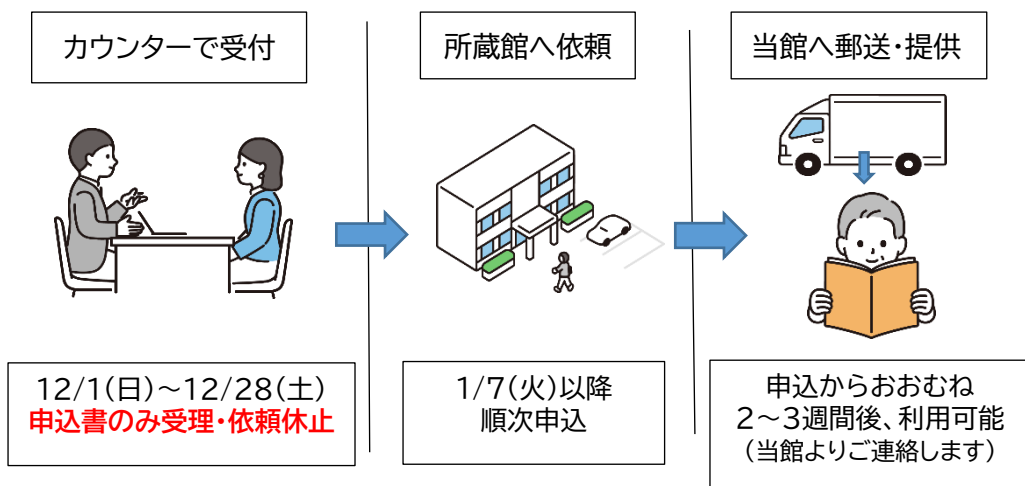 カウンターで受付
所蔵館へ依頼
当館へ郵送・提供
12/1(日)～12/28(土)
申込書のみ受理・依頼休止
1/7(火)以降
順次申込
申込からおおむね
2～3週間後、利用可能
(当館よりご連絡します)